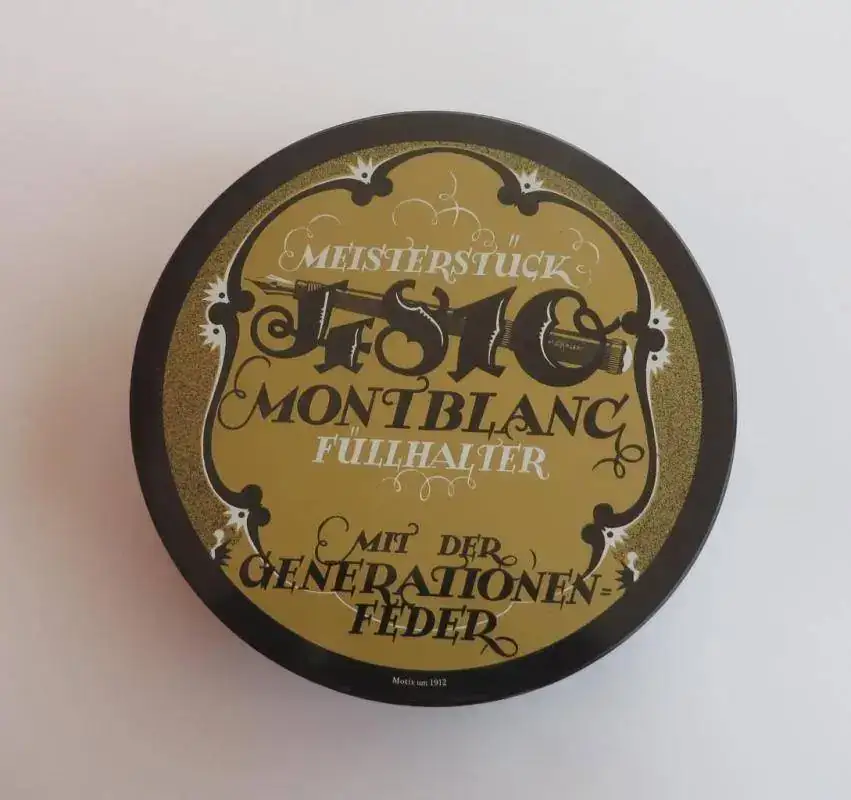 MEISTERSTÜCK
4810
MONTBLANC
FÜLLHALTER
MIT DER
GENERATIONEN=
FEDER
Motiv um 1912